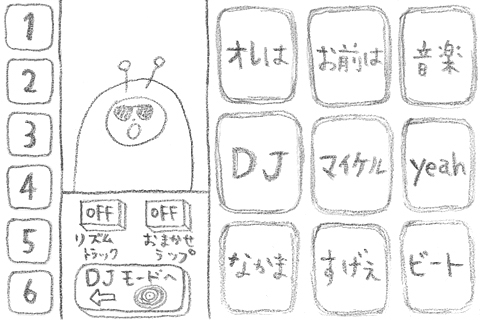 1
2
3
4
5
6
OFF
リズム
トラック
OFF
おまかせ
ラップ
DJモードへ
オレは
お前は
音楽
DJ
マイケル
yeah
なかま
すげえ
ビート